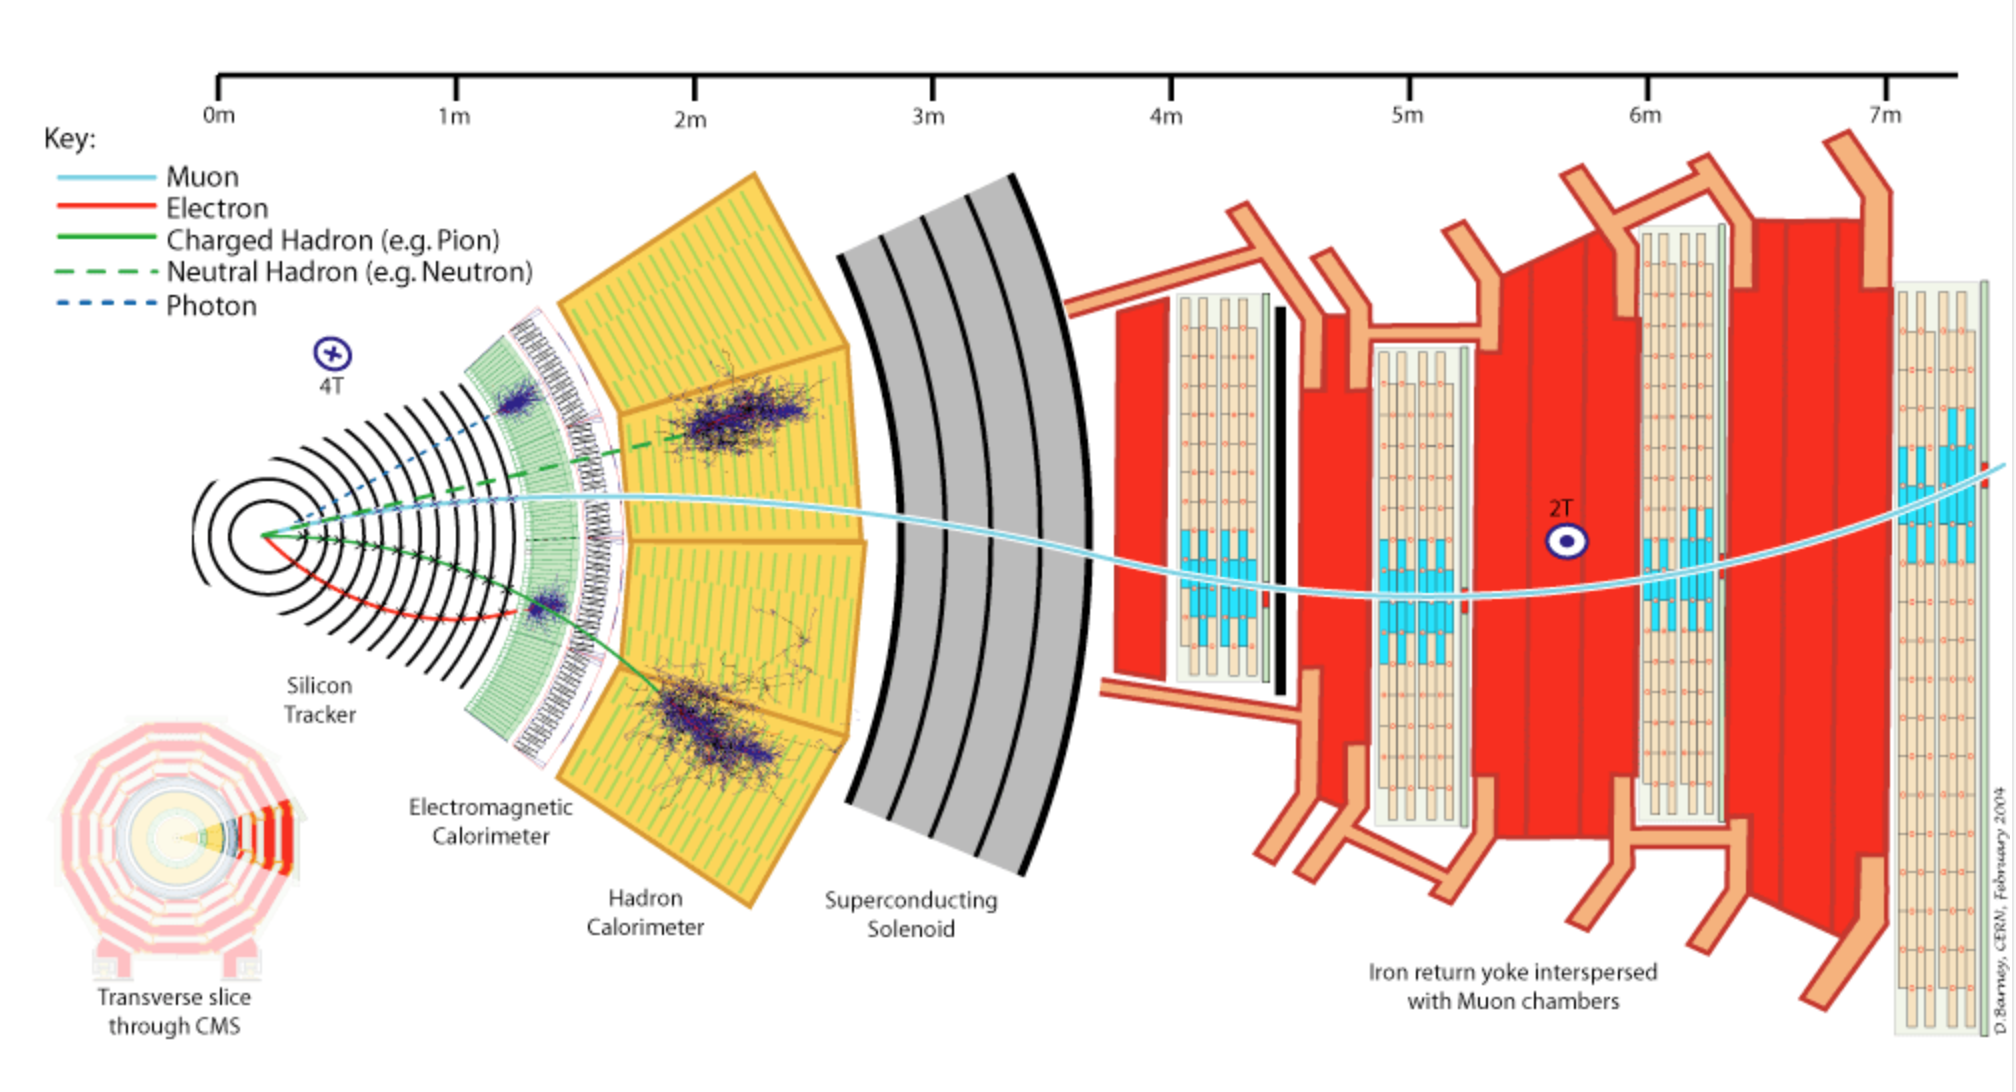 0m
1m
2m
3m
4m
5m
6m
7m
Key:
Muon
Electron
Charged Hadron (e.g. Pion)
Neutral Hadron (e.g. Neutron)
Photon
4T
2T
Silicon
Tracker
Electromagnetic
Calorimeter
Hadron
Calorimeter
Superconducting
Solenoid
Iron return yoke interspersed
with Muon chambers
Transverse slice
through CMS
D.Barney, CERN, February 2004